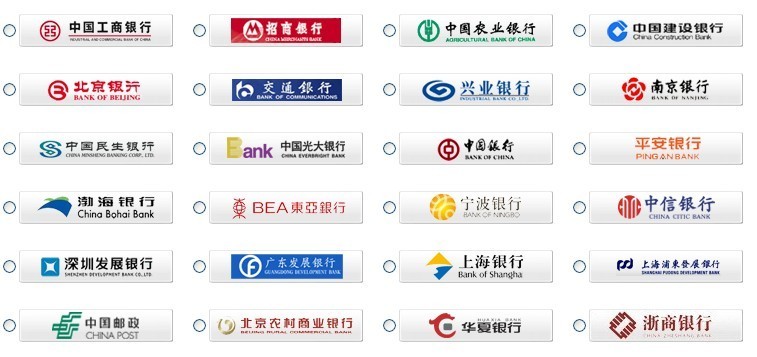 中国工商银行
INDUSTRIAL AND COMMERCIAL BANK OF CHINA
招商银行
CHINA MERCHANTS BANK
中国农业银行
AGRICULTURAL BANK OF CHINA
中国建设银行
China Construction Bank
北京银行
BANK OF BEIJING
交通銀行
BANK OF COMMUNICATIONS
兴业银行
INDUSTRIAL BANK CO.,LTD.
南京银行
BANK OF NANJING
中国民生银行
CHINA MINSHENG BANKING CORP., LTD.
Bank
中国光大银行
CHINA EVERBRIGHT BANK
中国银行
BANK OF CHINA
平安银行
PING AN BANK
渤海银行
China Bohai Bank
BEA東亞銀行
宁波银行
BANK OF NINGBO
中信银行
CHINA CITIC BANK
深圳发展银行
SHENZHEN DEVELOPMENT BANK CO.,LTD.
广东发展银行
GUANGDONG DEVELOPMENT BANK
上海银行
Bank of Shangha
上海浦東發展銀行
SHANGHAI PUDONG DEVELOPMENT BANK
中国邮政
CHINA POST
北京农村商业银行
BEIJING RURAL COMMERCIAL BANK
HUAXIA BANK
华夏银行
浙商银行
CHINA ZHESHANG BANK